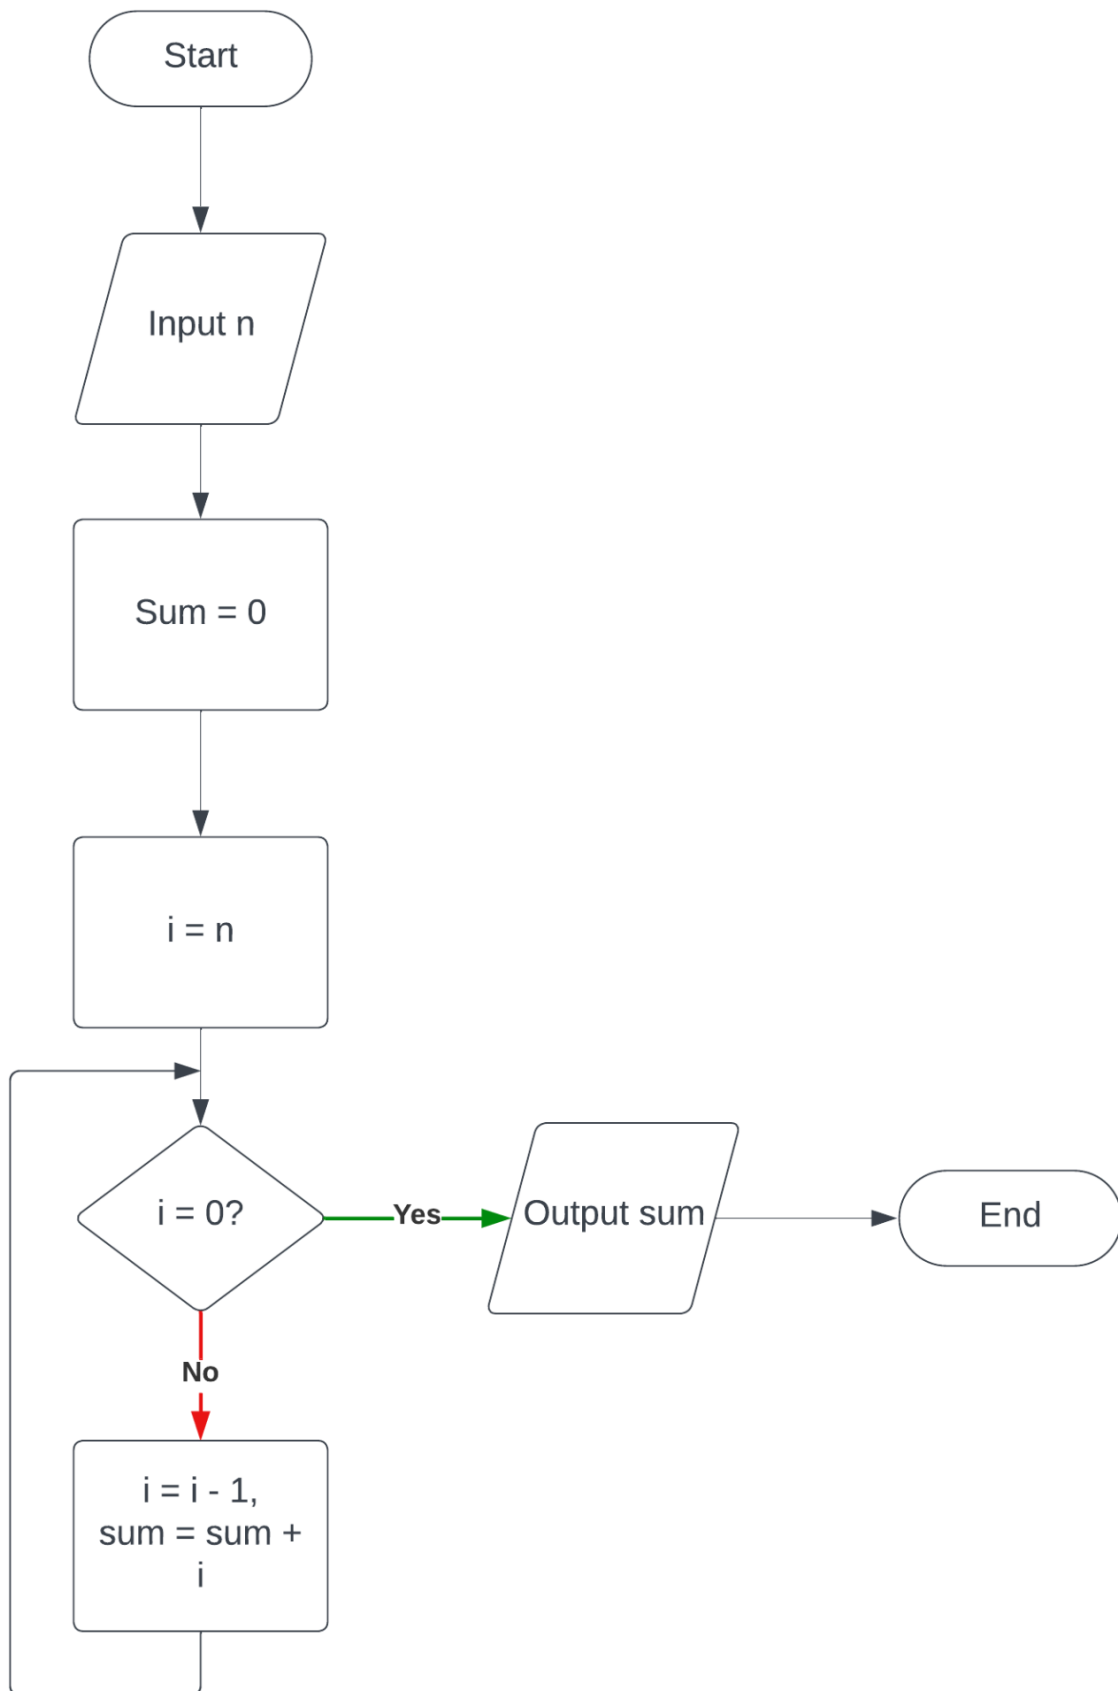 Start
Input n
Sum = 0
i = n
i = 0?
Yes
Output sum
End
No
i = i - 1,
sum = sum +
i